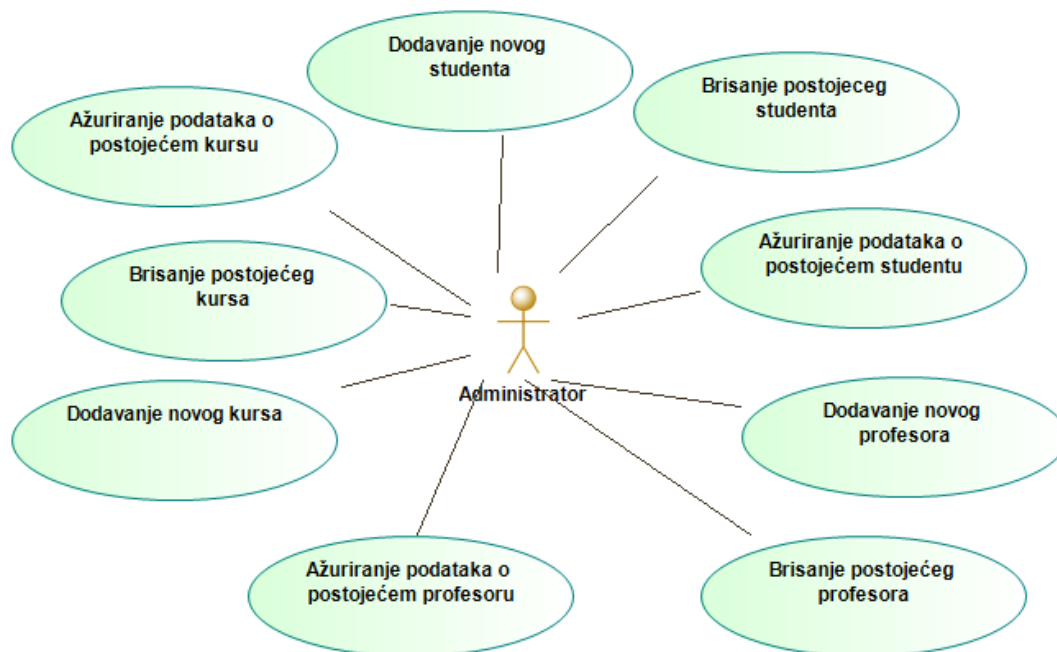 Dodavanje novog
studenta
Brisanje postojeceg
studenta
Ažuriranje podataka o
postojećem kursu
Ažuriranje podataka o
postojećem studentu
Brisanje postojećeg
kursa
Administrator
Dodavanje novog kursa
Dodavanje novog
profesora
Ažuriranje podataka o
postojećem profesoru
Brisanje postojećeg
profesora